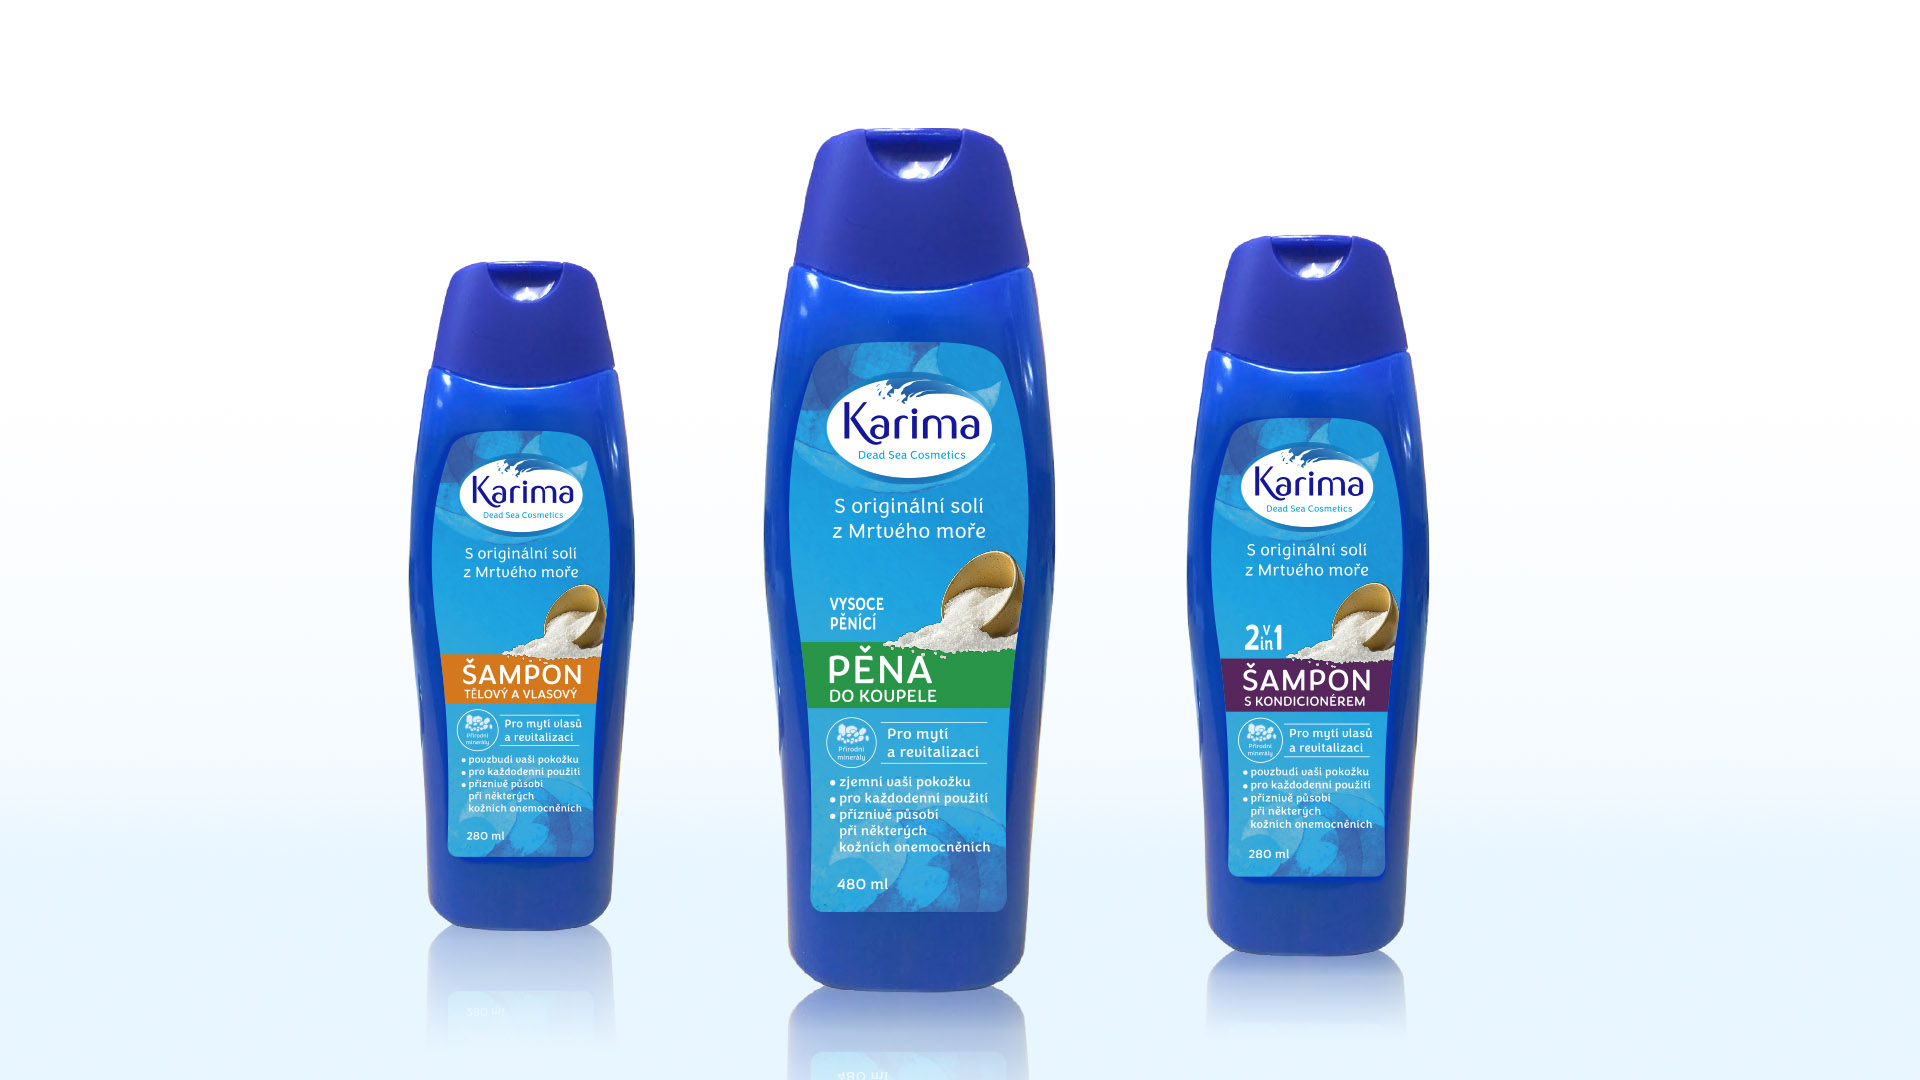 Karima
Dead Sea Cosmetics
S originální solí
z Mrtvého moře
ŠAMPON
TĚLOVÝ A VLASOVÝ
Přírodní
minerály
Pro mytí vlasů
a revitalizaci
• povzbudí vaši pokožku
• pro každodenní použití
• příznivě působí
při některých
kožních onemocněních
280 ml
Karima
Dead Sea Cosmetics
S originální solí
z Mrtvého moře
VYSOCE
PĚNÍCÍ
PĚNA
DO KOUPELE
Přírodní
minerály
Pro mytí
a revitalizaci
• zjemní vaši pokožku
• pro každodenní použití
• příznivě působí
při některých
kožních onemocněních
480 ml
Karima
Dead Sea Cosmetics
S originální solí
z Mrtvého moře
2 v in 1
ŠAMPON
S KONDICIONÉREM
Přírodní
minerály
Pro mytí vlasů
a revitalizaci
• povzbudí vaši pokožku
• pro každodenní použití
• příznivě působí
při některých
kožních onemocněních
280 ml